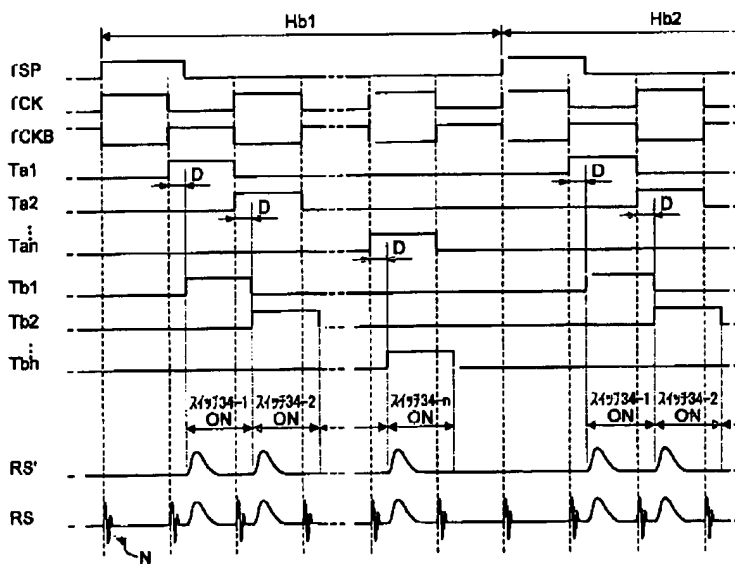 Hb1
Hb2
rSP
rCK
rCKB
Ta1
D
D
Ta2
D
D
Tan
D
Tb1
Tb2
Tbn
スイッチ34-1
ON
スイッチ34-2
ON
スイッチ34-n
ON
スイッチ34-1
ON
スイッチ34-2
ON
RS'
RS
N